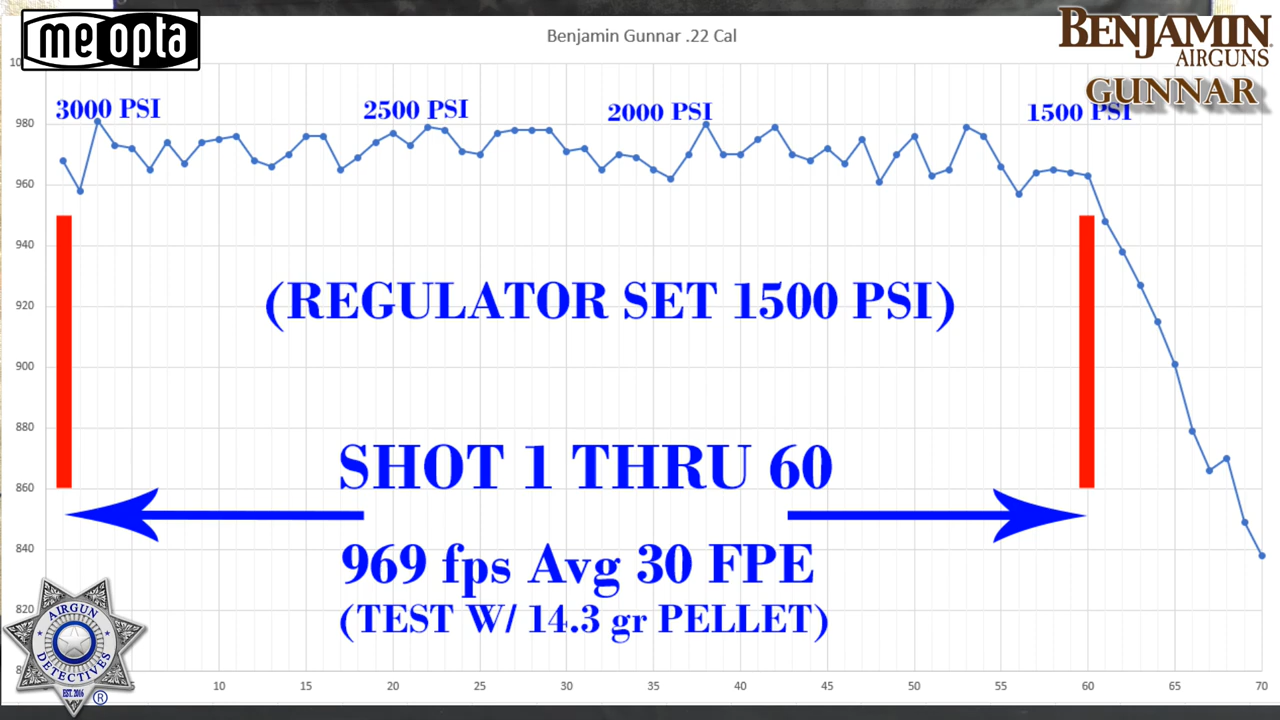 meopta
Benjamin Gunnar .22 Cal
BENJAMIN
AIRGUNS
GUNNAR
3000 PSI
2500 PSI
2000 PSI
1500 PSI
980
960
940
920
900
880
860
840
820
(REGULATOR SET 1500 PSI)
SHOT 1 THRU 60
969 fps Avg 30 FPE
(TEST W/ 14.3 gr PELLET)
AIRGUN
DETECTIVES
EST. 2016
®
10 15 20 25 30 35 40 45 50 55 60 65 70